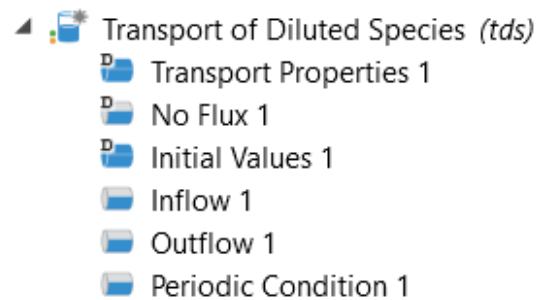 Transport of Diluted Species (tds)
D Transport Properties 1
D No Flux 1
D Initial Values 1
Inflow 1
Outflow 1
Periodic Condition 1